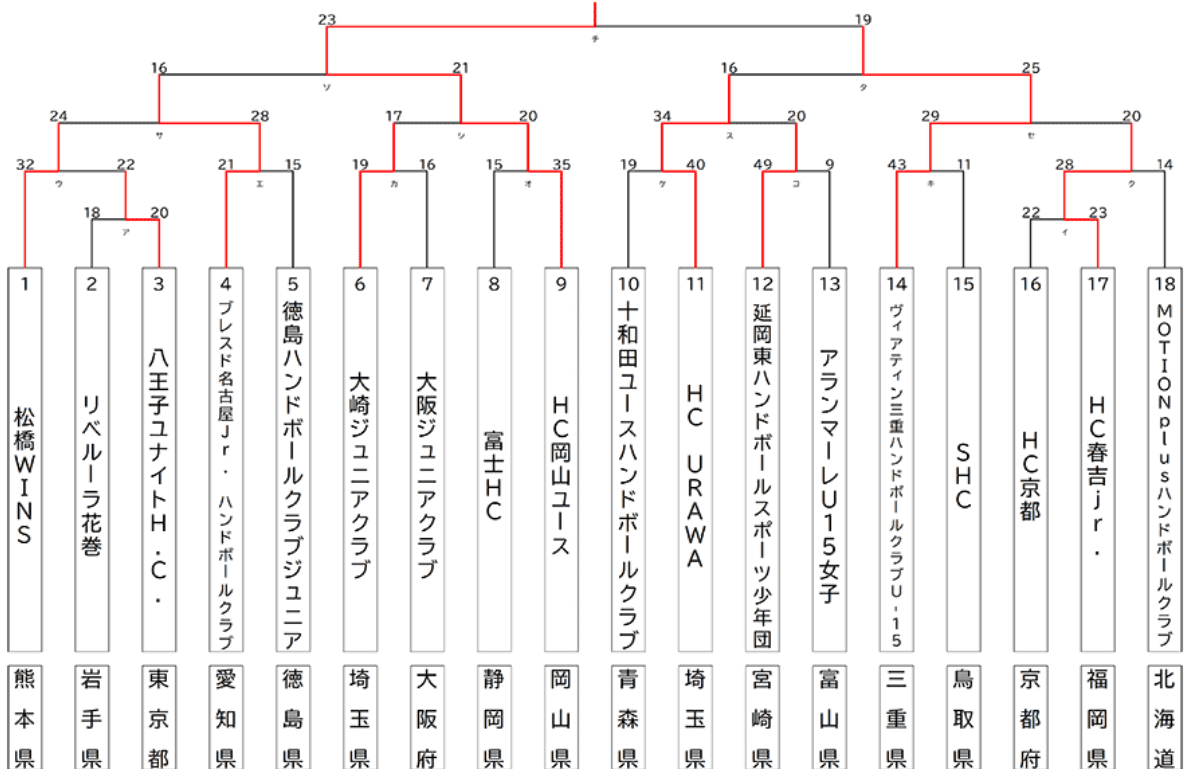 23 19
チ
16 21 16 25
ソ タ
24 28 17 20 34 20 29 20
サ シ ス セ
32 22 21 15 19 16 15 35 19 40 49 9 43 11 28 14
ウ エ カ オ ケ コ キ ク
18 20 22 23
ア イ
1 2 3 4 5 6 7 8 9 10 11 12 13 14 15 16 17 18
松橋WINS
リベルーラ花巻
八王子ユナイトH.C.
ブレスド名古屋Jr. ハンドボールクラブ
徳島ハンドボールクラブジュニア
大崎ジュニアクラブ
大阪ジュニアクラブ
富士HC
HC岡山ユース
十和田ユースハンドボールクラブ
HC URAWA
延岡東ハンドボールスポーツ少年団
アランマーレU15女子
ヴィアティン三重ハンドボールクラブU-15
SHC
HC京都
HC春吉jr.
MOTIONplusハンドボールクラブ
熊本県
岩手県
東京都
愛知県
徳島県
埼玉県
大阪府
静岡県
岡山県
青森県
埼玉県
宮崎県
富山県
三重県
鳥取県
京都府
福岡県
北海道